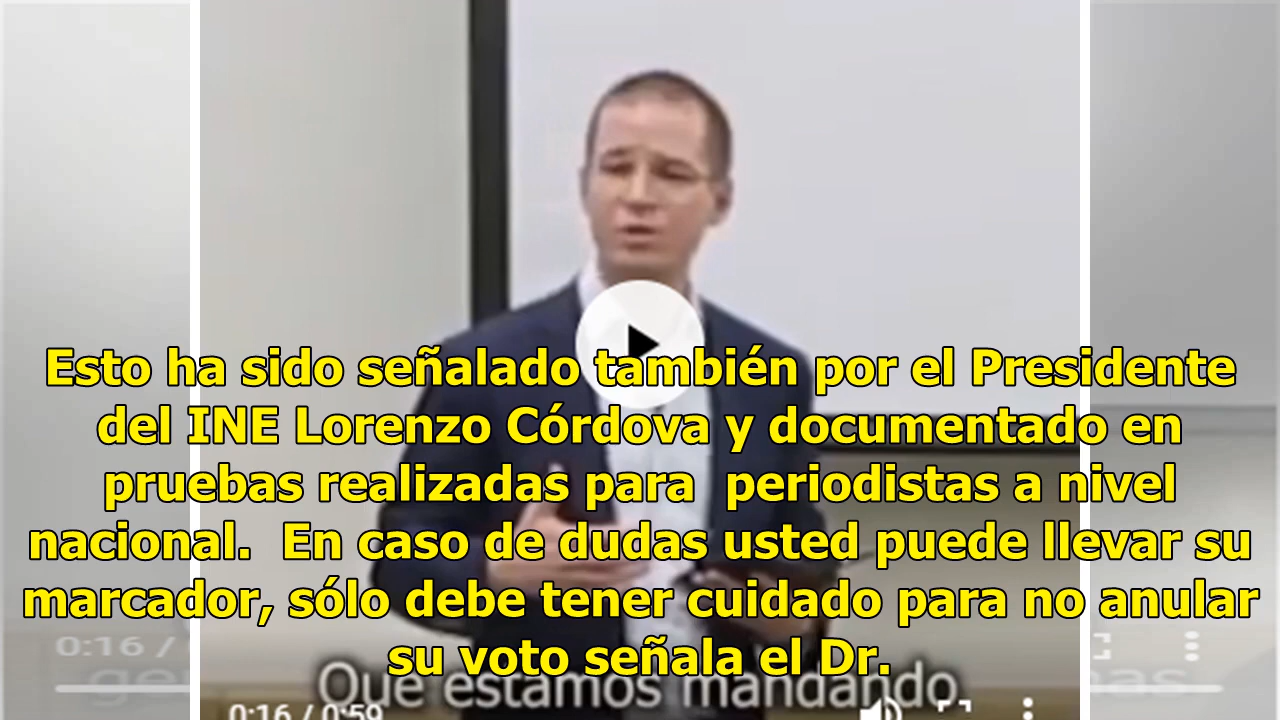 Esto ha sido señalado también por el Presidente
del INE Lorenzo Córdova y documentado en
pruebas realizadas para  periodistas a nivel
nacional.  En caso de dudas usted puede llevar su
marcador, sólo debe tener cuidado para no anular
su voto señala el Dr.
Que estamos mandando
0:16 /
0:16 / 0:59